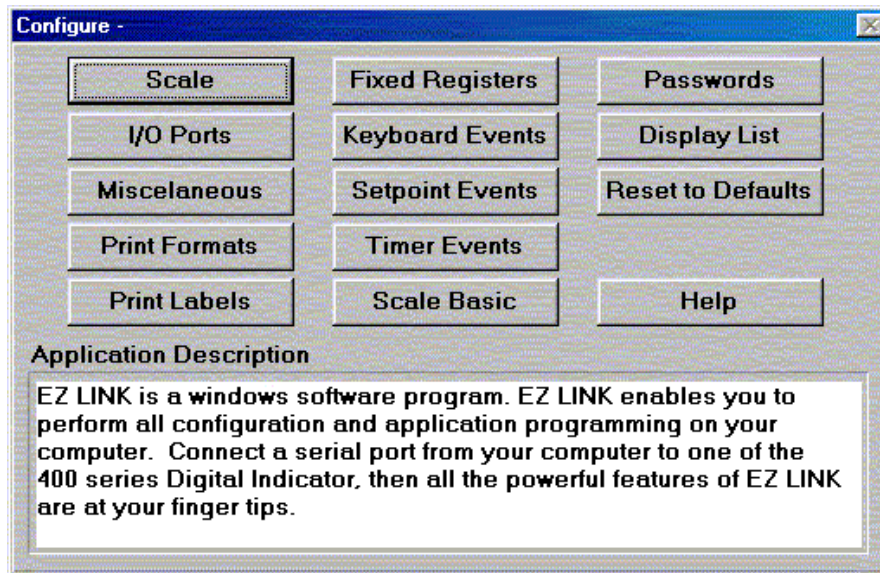 Configure -
Scale
Fixed Registers
Passwords
I/O Ports
Keyboard Events
Display List
Miscelaneous
Setpoint Events
Reset to Defaults
Print Formats
Timer Events
Print Labels
Scale Basic
Help
Application Description
EZ LINK is a windows software program. EZ LINK enables you to
perform all configuration and application programming on your
computer.  Connect a serial port from your computer to one of the
400 series Digital Indicator, then all the powerful features of EZ LINK
are at your finger tips.